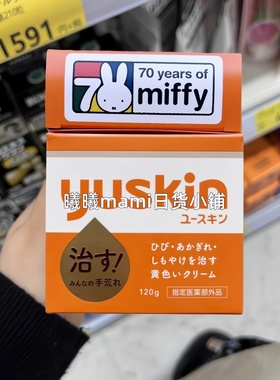 1591
70 years of
miffy
yuskin
曦曦mami日货小铺
ユースキン
治す!
みんなの手荒れ
ひび・あかぎれ・
しもやけを治す
黄色いクリーム
120g 指定医薬部外品